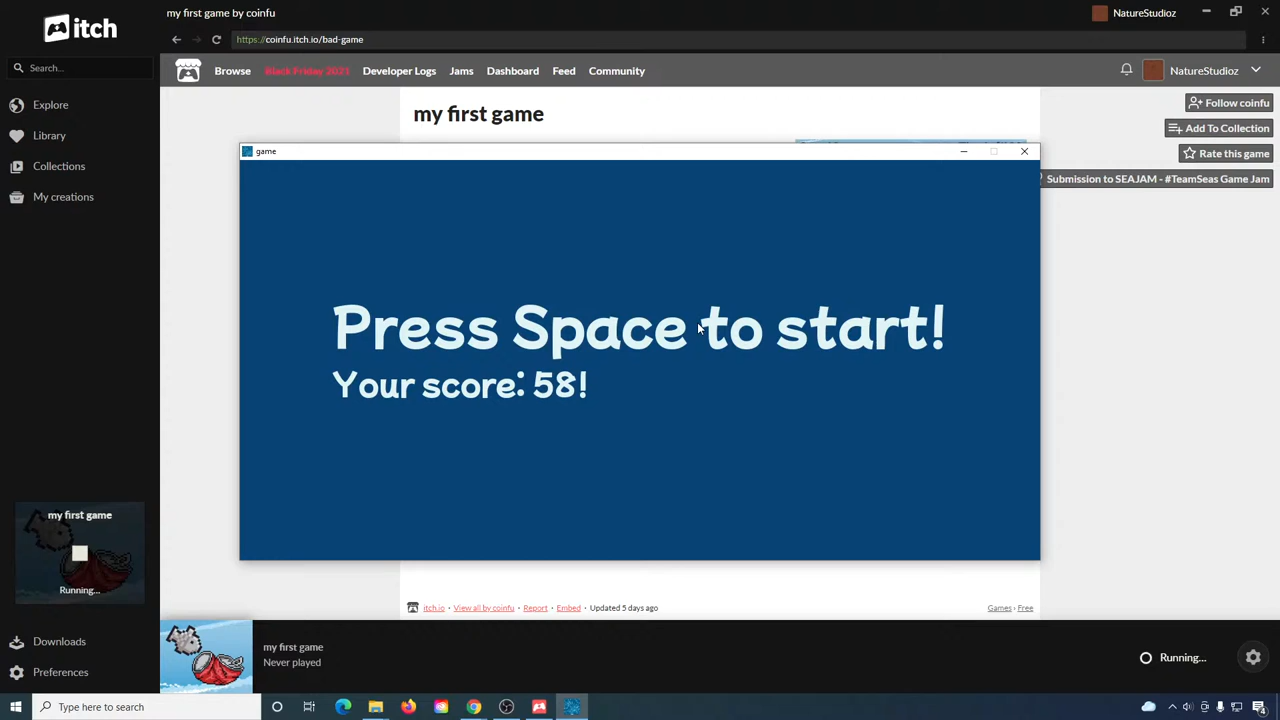 itch
my first game by coinfu
NatureStudioz
https://coinfu.itch.io/bad-game
Search...
Browse
Black Friday 2021
Developer Logs
Jams
Dashboard
Feed
Community
NatureStudioz
Explore
Library
Collections
My creations
my first game
Follow coinfu
Add To Collection
Rate this game
Submission to SEAJAM - #TeamSeas Game Jam
game
Press Space to start!
Your score: 58!
my first game
Running...
itch.io • View all by coinfu • Report • Embed • Updated 5 days ago
Games › Free
Downloads
Preferences
my first game
Never played
Running...
Type here to search